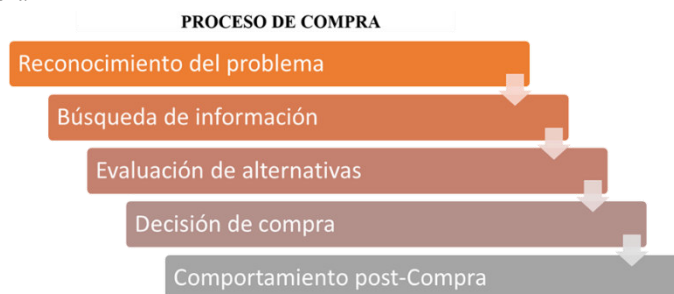 PROCESO DE COMPRA
Reconocimiento del problema
Búsqueda de información
Evaluación de alternativas
Decisión de compra
Comportamiento post-Compra